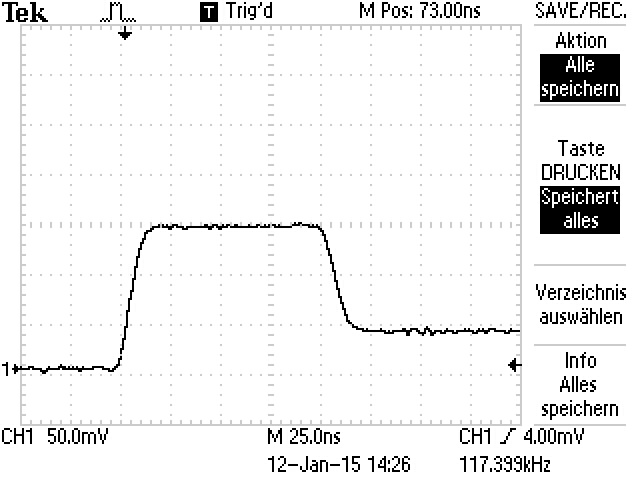 Tek T Trig'd M Pos: 73.00ns SAVE/REC.
Aktion
Alle
speichern
Taste
DRUCKEN
Speichert
alles
Verzeichnis
auswählen
Info
Alles
speichern
1
CH1 50.0mV M 25.0ns CH1 4.00mV
12-Jan-15 14:26 117.399kHz